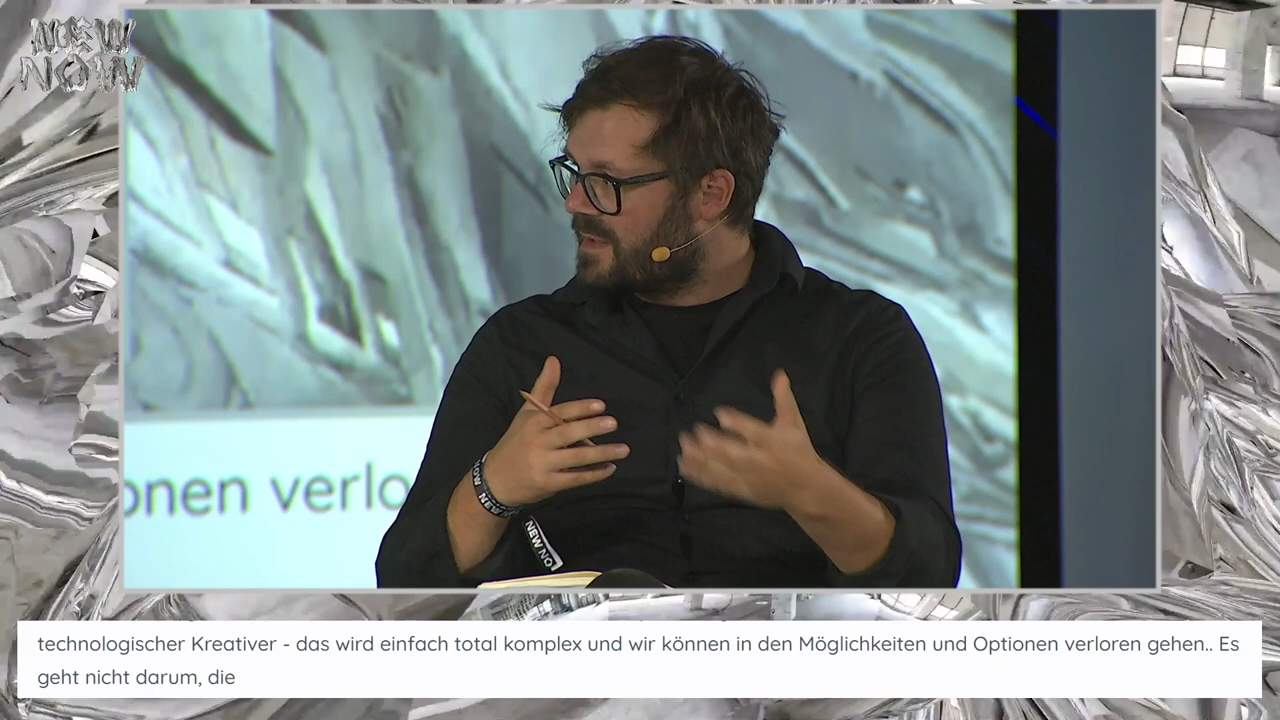 NEW
NOW
onen verlo
NOW NEW N
NEW NO
technologischer Kreativer - das wird einfach total komplex und wir können in den Möglichkeiten und Optionen verloren gehen.. Es
geht nicht darum, die